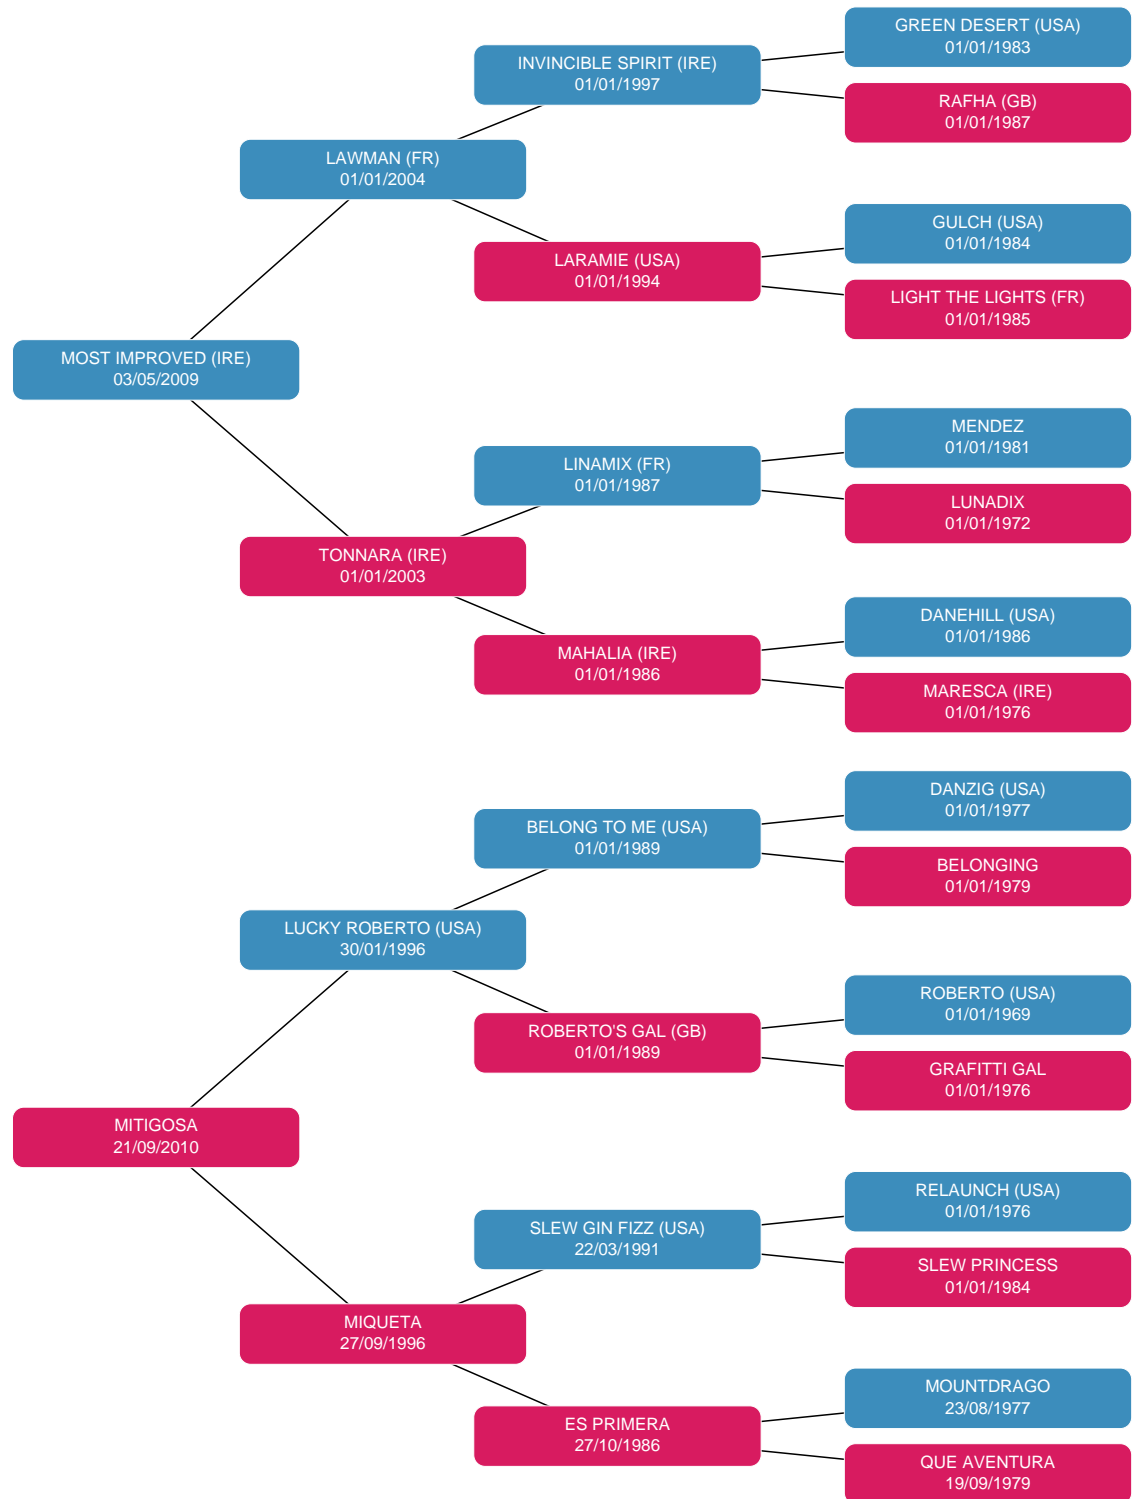 GREEN DESERT (USA)
01/01/1983
INVINCIBLE SPIRIT (IRE)
01/01/1997
RAFHA (GB)
01/01/1987
LAWMAN (FR)
01/01/2004
GULCH (USA)
01/01/1984
LARAMIE (USA)
01/01/1994
LIGHT THE LIGHTS (FR)
01/01/1985
MOST IMPROVED (IRE)
03/05/2009
MENDEZ
01/01/1981
LINAMIX (FR)
01/01/1987
LUNADIX
01/01/1972
TONNARA (IRE)
01/01/2003
DANEHILL (USA)
01/01/1986
MAHALIA (IRE)
01/01/1986
MARESCA (IRE)
01/01/1976
DANZIG (USA)
01/01/1977
BELONG TO ME (USA)
01/01/1989
BELONGING
01/01/1979
LUCKY ROBERTO (USA)
30/01/1996
ROBERTO (USA)
01/01/1969
ROBERTO'S GAL (GB)
01/01/1989
GRAFITTI GAL
01/01/1976
MITIGOSA
21/09/2010
RELAUNCH (USA)
01/01/1976
SLEW GIN FIZZ (USA)
22/03/1991
SLEW PRINCESS
01/01/1984
MIQUETA
27/09/1996
MOUNTDRAGO
23/08/1977
ES PRIMERA
27/10/1986
QUE AVENTURA
19/09/1979